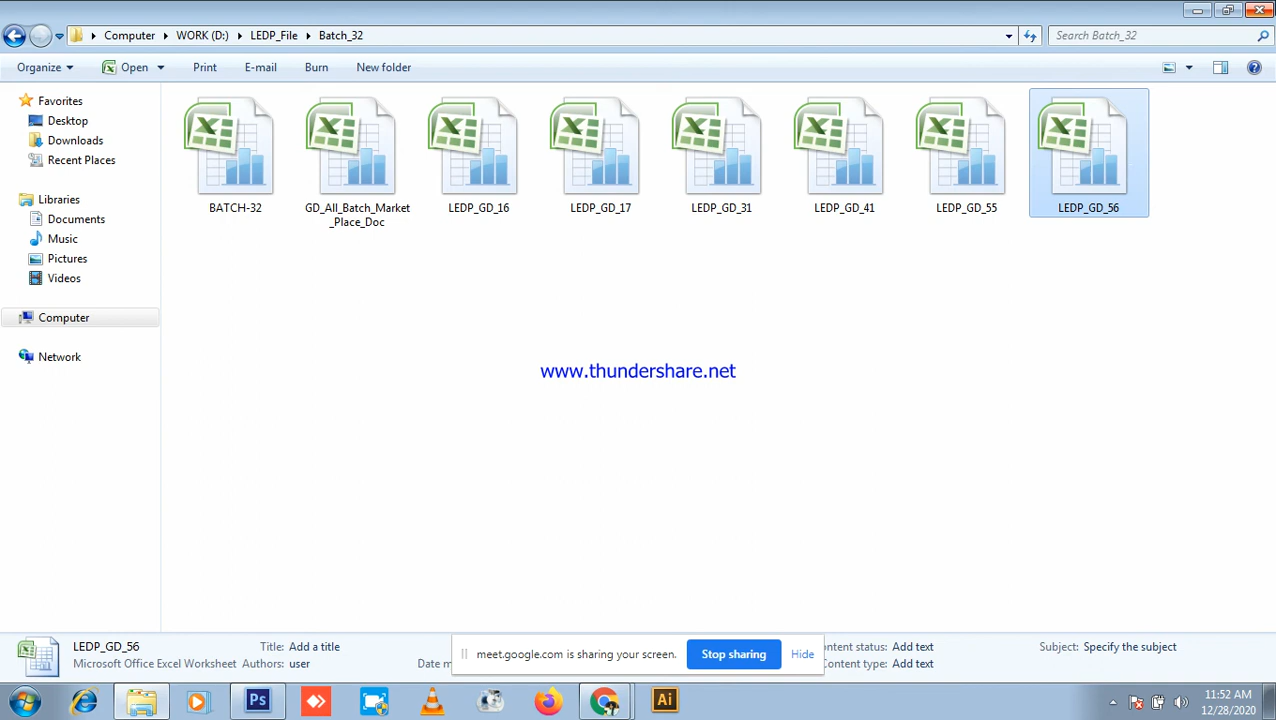 Computer WORK (D:) LEDP_File Batch_32 Search Batch_32
Organize Open Print E-mail Burn New folder
Favorites
Desktop
Downloads
Recent Places
Libraries
Documents
Music
Pictures
Videos
Computer
Network
BATCH-32
GD_All_Batch_Market
_Place_Doc
LEDP_GD_16
LEDP_GD_17
LEDP_GD_31
LEDP_GD_41
LEDP_GD_55
LEDP_GD_56
www.thundershare.net
LEDP_GD_56 Title: Add a title ntent status: Add text Subject: Specify the subject
Microsoft Office Excel Worksheet Authors: user Date m Content type: Add text
meet.google.com is sharing your screen. Stop sharing Hide
Ps Ai
11:52 AM
12/28/2020